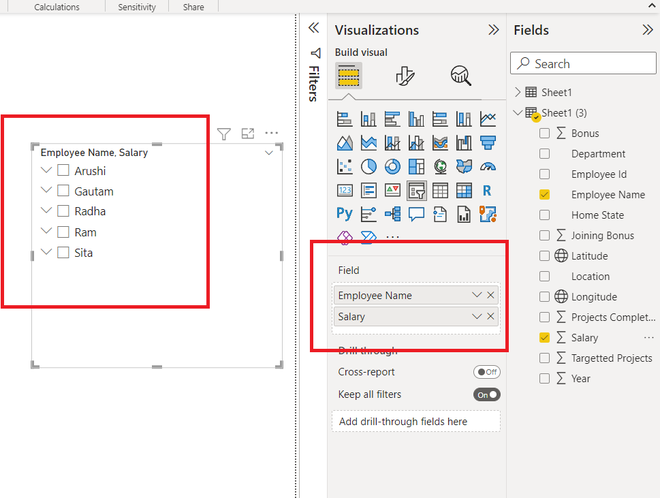 Calculations Sensitivity Share
Employee Name, Salary
Arushi
Gautam
Radha
Ram
Sita
Filters
Visualizations
Build visual
123
R
Py
Field
Employee Name
Salary
Drill through
Cross-report Off
Keep all filters On
Add drill-through fields here
Fields
Search
Sheet1
Sheet1 (3)
Bonus
Department
Employee Id
Employee Name
Home State
Joining Bonus
Latitude
Location
Longitude
Projects Complet...
Salary
Targetted Projects
Year